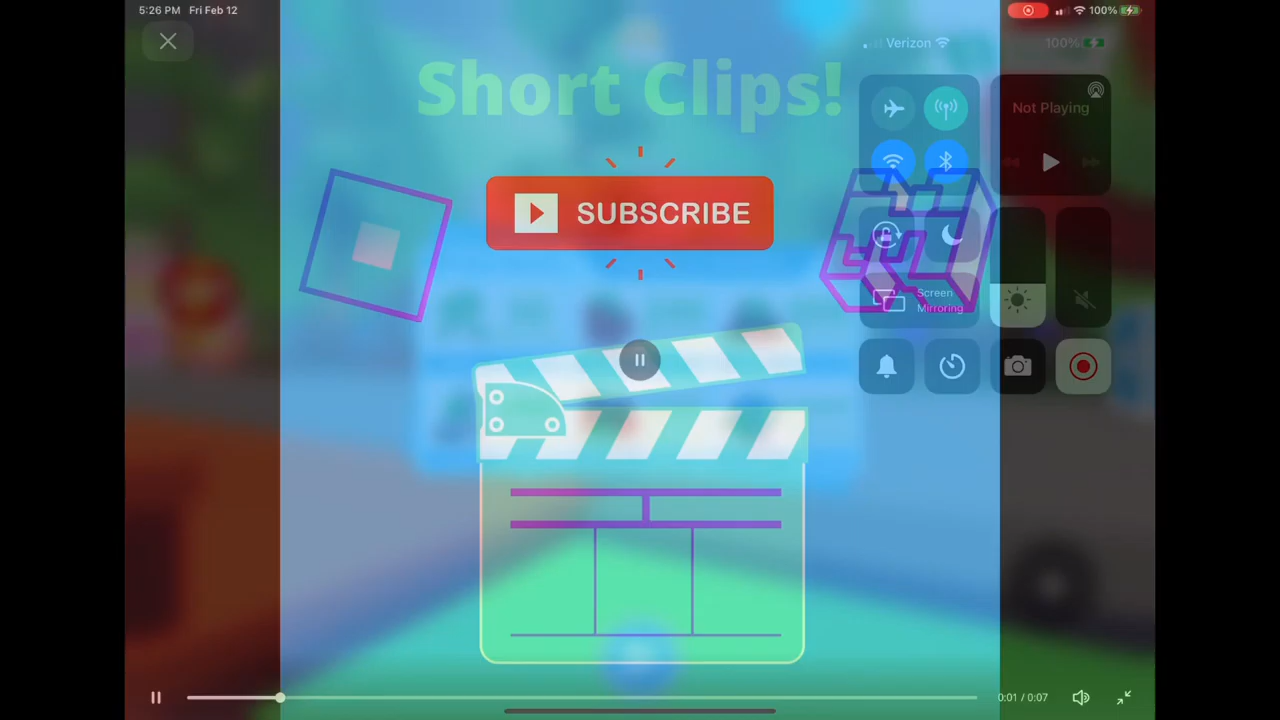 5:26 PM Fri Feb 12
100%
Verizon
100%
Short Clips!
Not Playing
SUBSCRIBE
Screen
Mirroring
0:01 / 0:07